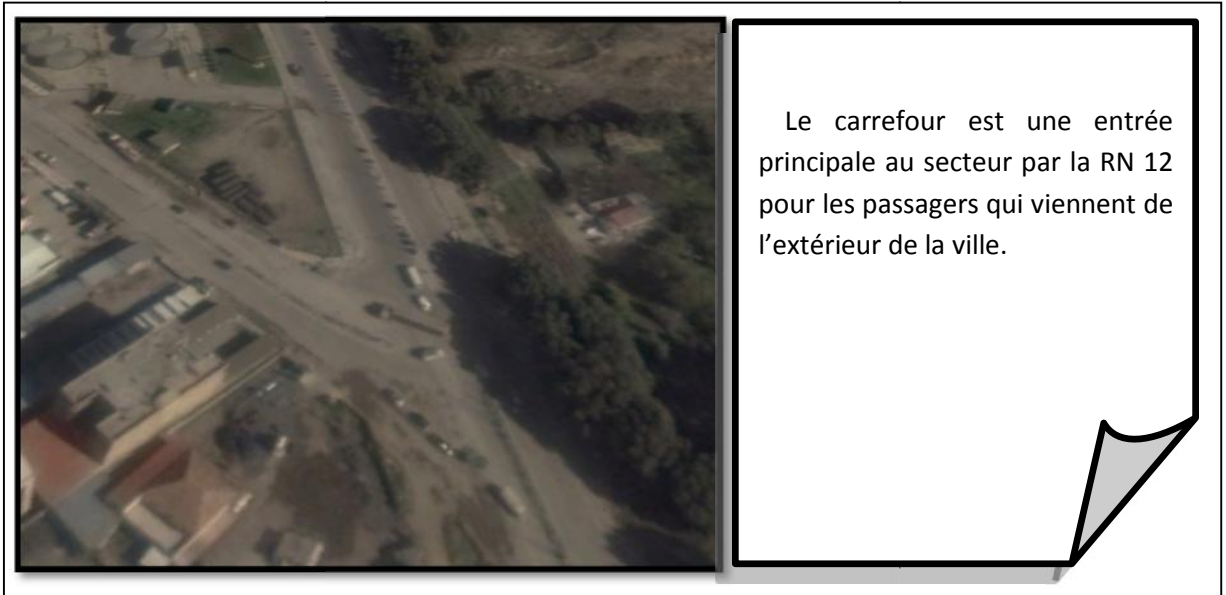 Le carrefour est une entrée
principale au secteur par la RN 12
pour les passagers qui viennent de
l’extérieur de la ville.